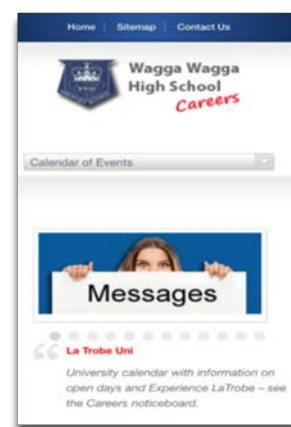 Home Sitemap Contact Us
Wagga Wagga
High School
Careers
Calendar of Events
Messages
La Trobe Uni
University calendar with information on
open days and Experience LaTrobe – see
the Careers noticeboard.